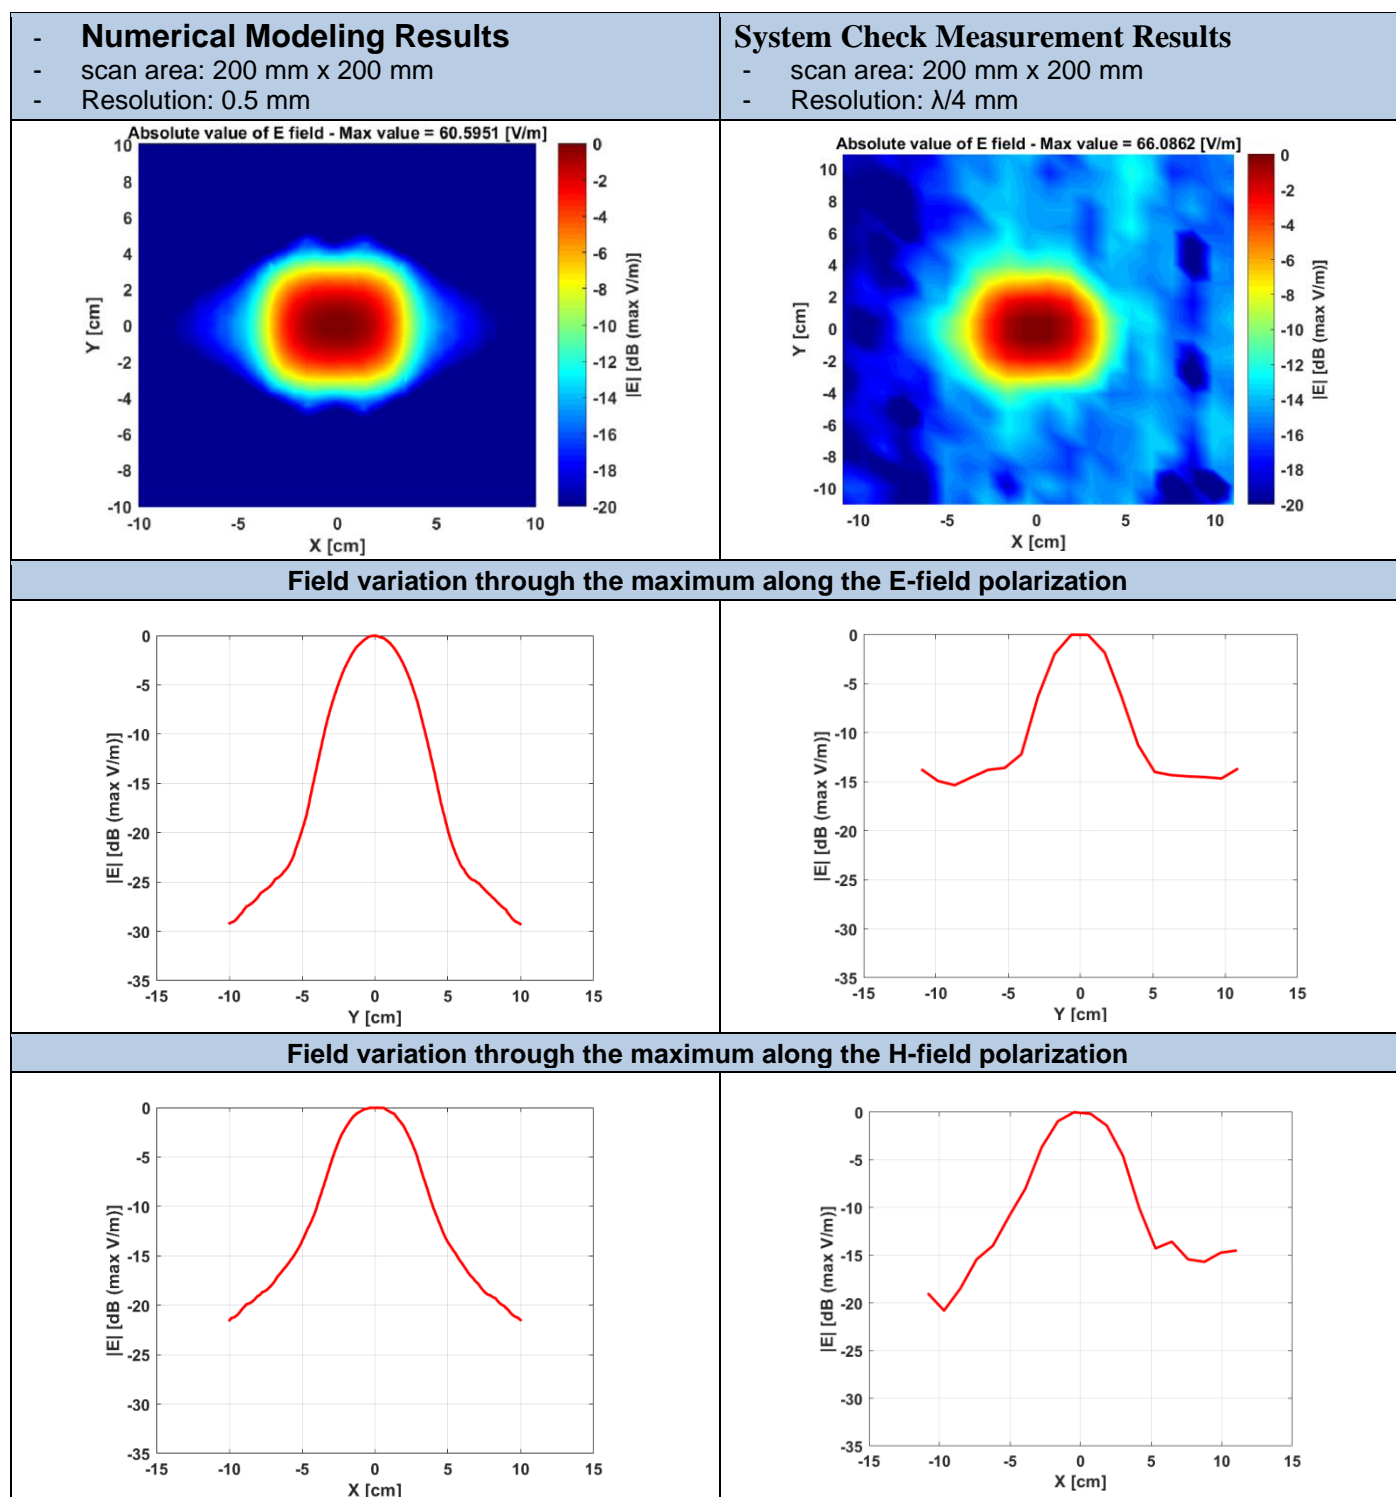 - Numerical Modeling Results
- scan area: 200 mm x 200 mm
- Resolution: 0.5 mm
System Check Measurement Results
- scan area: 200 mm x 200 mm
- Resolution: λ/4 mm
Absolute value of E field - Max value = 60.5951 [V/m]
10
8
6
4
2
0
-2
-4
-6
-8
-10
Y [cm]
-10 -5 0 5 10
X [cm]
0
-2
-4
-6
-8
-10
-12
-14
-16
-18
-20
|E| [dB (max V/m)]
Absolute value of E field - Max value = 66.0862 [V/m]
10
8
6
4
2
0
-2
-4
-6
-8
-10
Y [cm]
-10 -5 0 5 10
X [cm]
0
-2
-4
-6
-8
-10
-12
-14
-16
-18
-20
|E| [dB (max V/m)]
Field variation through the maximum along the E-field polarization
0
-5
-10
-15
-20
-25
-30
-35
|E| [dB (max V/m)]
-15 -10 -5 0 5 10 15
Y [cm]
0
-5
-10
-15
-20
-25
-30
-35
|E| [dB (max V/m)]
-15 -10 -5 0 5 10 15
Y [cm]
Field variation through the maximum along the H-field polarization
0
-5
-10
-15
-20
-25
-30
-35
|E| [dB (max V/m)]
-15 -10 -5 0 5 10 15
X [cm]
0
-5
-10
-15
-20
-25
-30
-35
|E| [dB (max V/m)]
-15 -10 -5 0 5 10 15
X [cm]